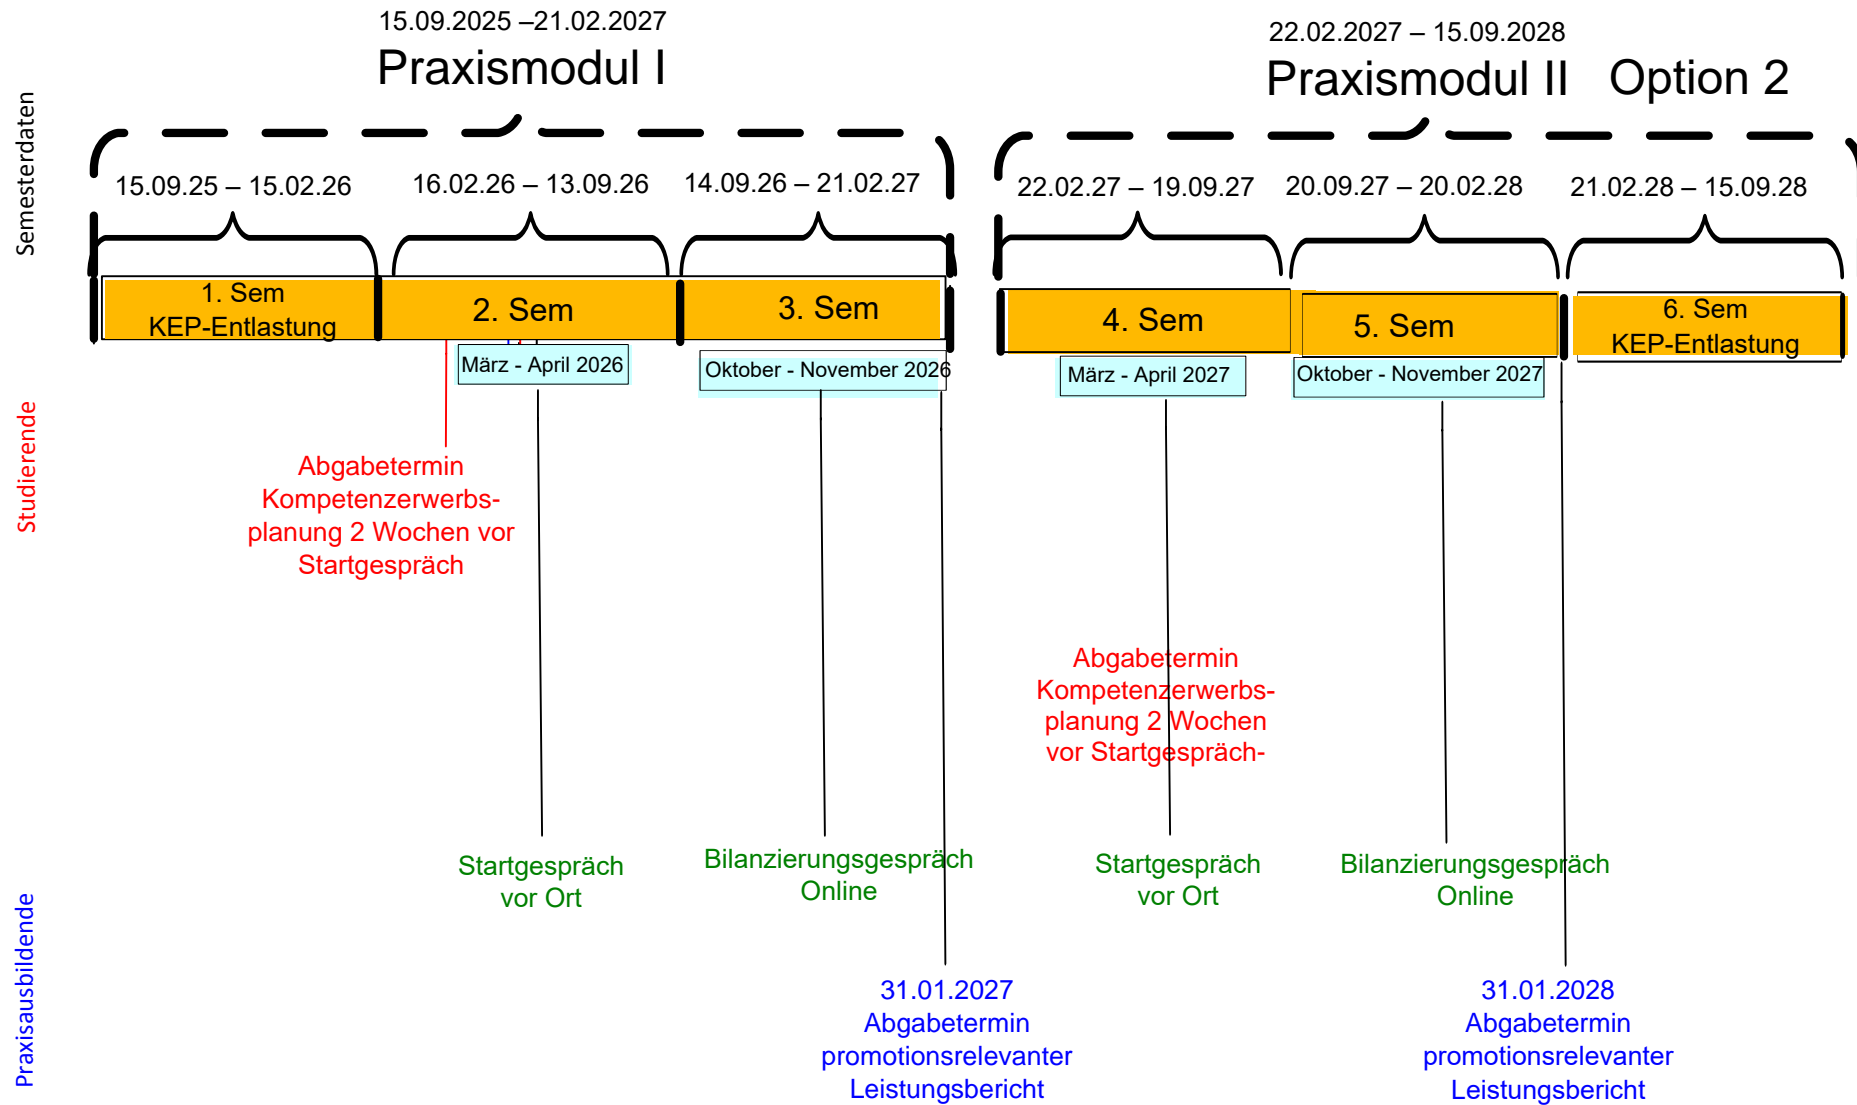 15.09.2025 –21.02.2027
Praxismodul I
22.02.2027 – 15.09.2028
Praxismodul II
Option 2
Semesterdaten
15.09.25 – 15.02.26
16.02.26 – 13.09.26
14.09.26 – 21.02.27
22.02.27 – 19.09.27
20.09.27 – 20.02.28
21.02.28 – 15.09.28
1. Sem
KEP-Entlastung
2. Sem
3. Sem
4. Sem
5. Sem
6. Sem
KEP-Entlastung
März - April 2026
Oktober - November 2026
März - April 2027
Oktober - November 2027
Studierende
Abgabetermin
Kompetenzerwerbs-
planung 2 Wochen vor
Startgespräch
Abgabetermin
Kompetenzerwerbs-
planung 2 Wochen
vor Startgespräch-
Startgespräch
vor Ort
Bilanzierungsgespräch
Online
Startgespräch
vor Ort
Bilanzierungsgespräch
Online
Praxisausbildende
31.01.2027
Abgabetermin
promotionsrelevanter
Leistungsbericht
31.01.2028
Abgabetermin
promotionsrelevanter
Leistungsbericht